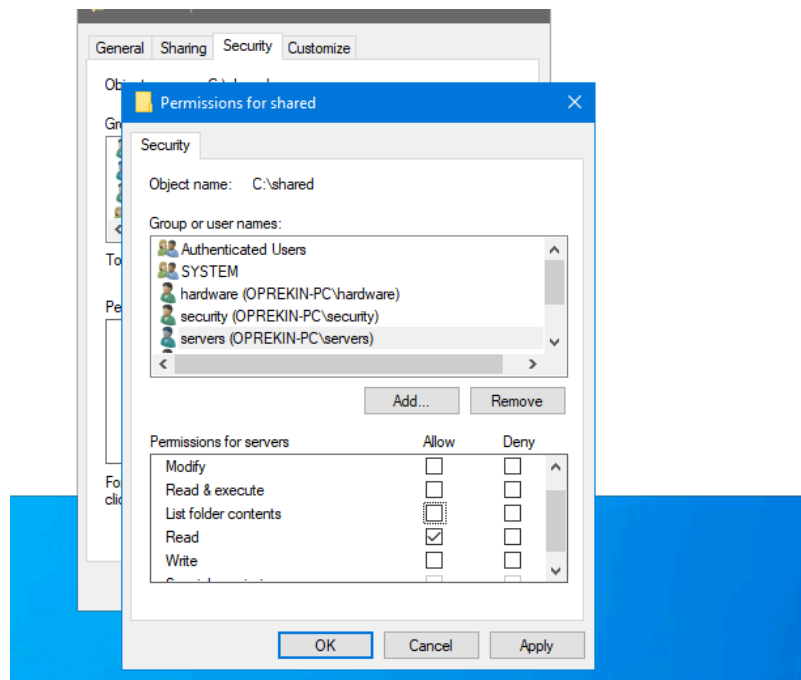 General Sharing Security Customize
Permissions for shared
Security
Object name: C:\shared
Group or user names:
Authenticated Users
SYSTEM
hardware (OPREKIN-PC\hardware)
security (OPREKIN-PC\security)
servers (OPREKIN-PC\servers)
Add... Remove
Permissions for servers Allow Deny
Modify
Read & execute
List folder contents
Read
Write
OK Cancel Apply